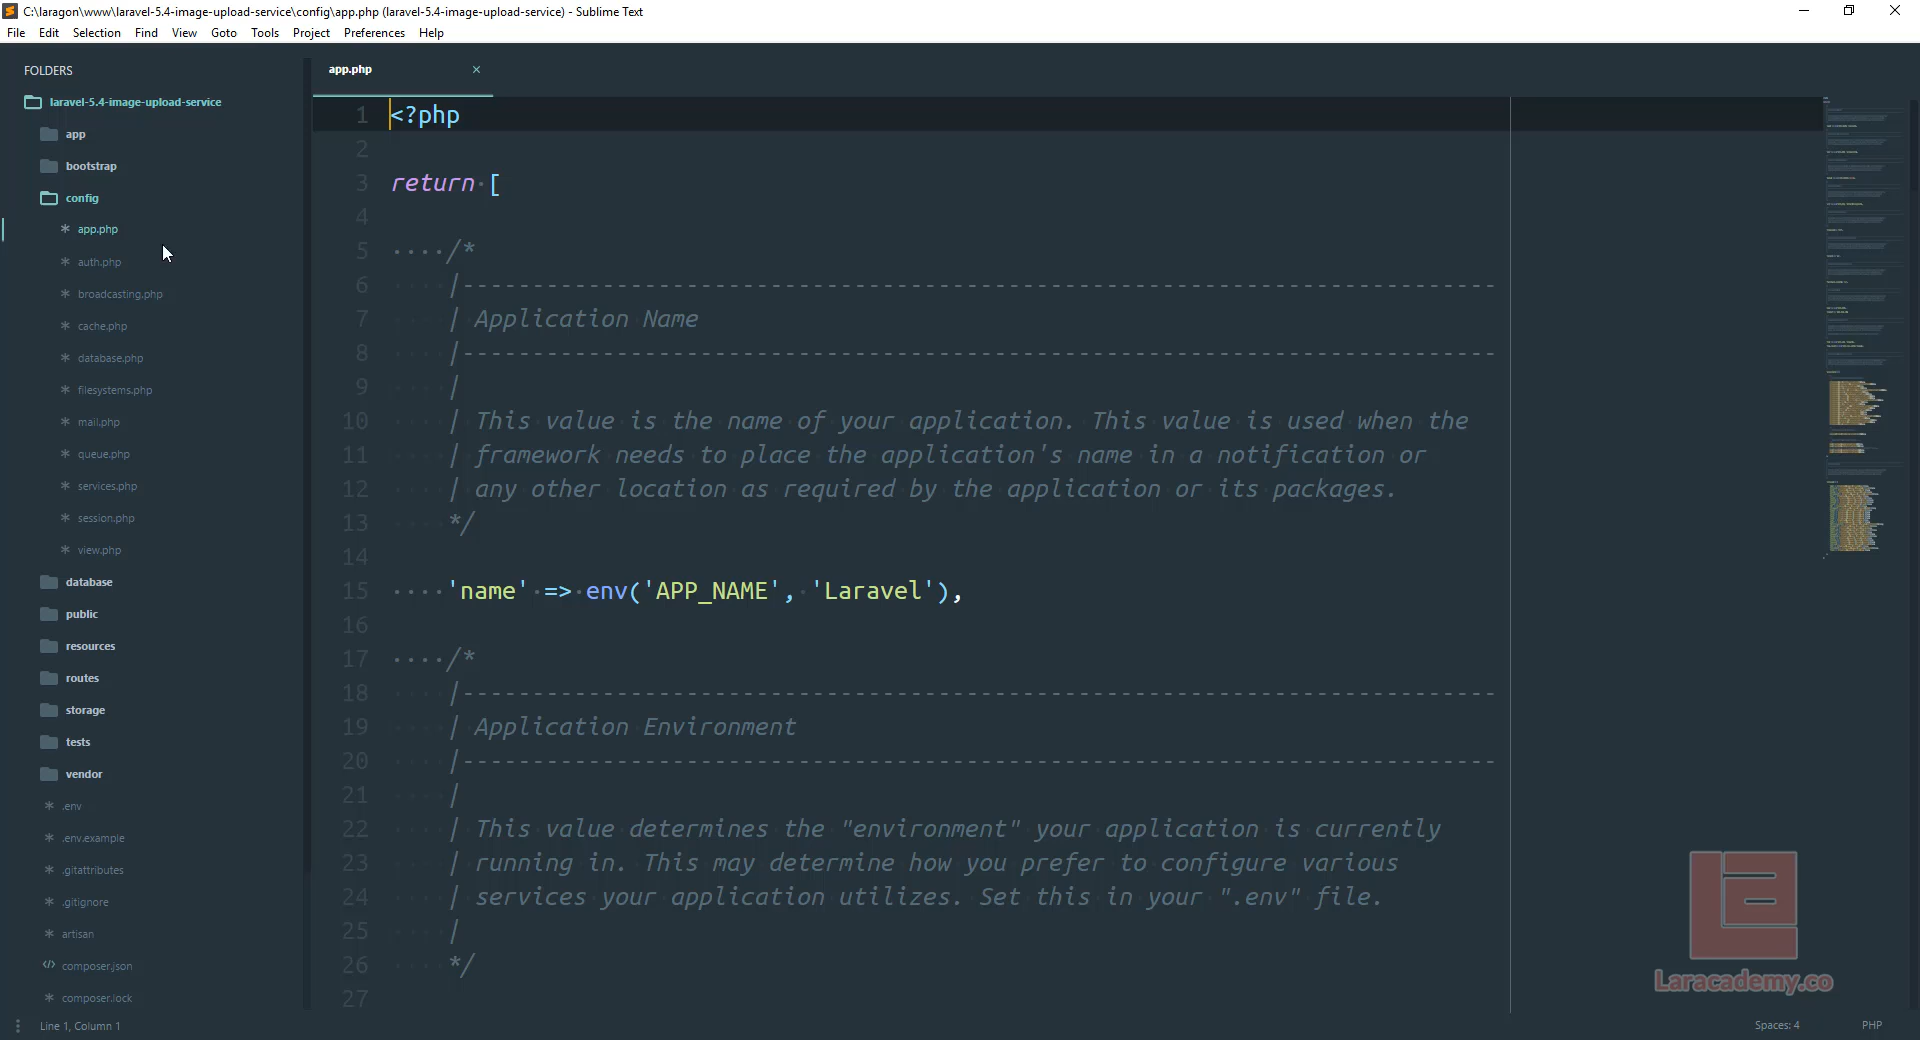 C:\laragon\www\laravel-5.4-image-upload-service\config\app.php (laravel-5.4-image-upload-service) - Sublime Text
File Edit Selection Find View Goto Tools Project Preferences Help
FOLDERS
laravel-5.4-image-upload-service
app
bootstrap
config
app.php
auth.php
broadcasting.php
cache.php
database.php
filesystems.php
mail.php
queue.php
services.php
session.php
view.php
database
public
resources
routes
storage
tests
vendor
.env
.env.example
.gitattributes
.gitignore
artisan
composer.json
composer.lock
app.php ×
1 <?php
2
3 return [
4
5 ····/*
6 |--------------------------------------------------------------------------
7 | Application Name
8 |--------------------------------------------------------------------------
9 |
10 | This value is the name of your application. This value is used when the
11 | framework needs to place the application's name in a notification or
12 | any other location as required by the application or its packages.
13 */
14
15 ····'name' => env('APP_NAME', 'Laravel'),
16
17 ····/*
18 |--------------------------------------------------------------------------
19 | Application Environment
20 |--------------------------------------------------------------------------
21 |
22 | This value determines the "environment" your application is currently
23 | running in. This may determine how you prefer to configure various
24 | services your application utilizes. Set this in your ".env" file.
25 |
26 */
27
Laracademy.co
Line 1, Column 1
Spaces: 4
PHP